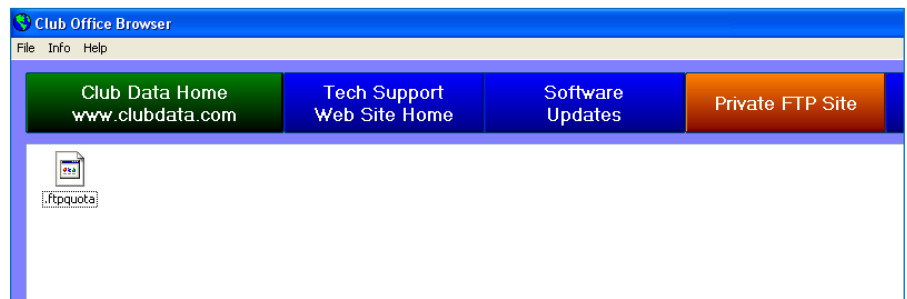 Club Office Browser
File Info Help
Club Data Home
www.clubdata.com
Tech Support
Web Site Home
Software
Updates
Private FTP Site
.ftpquota